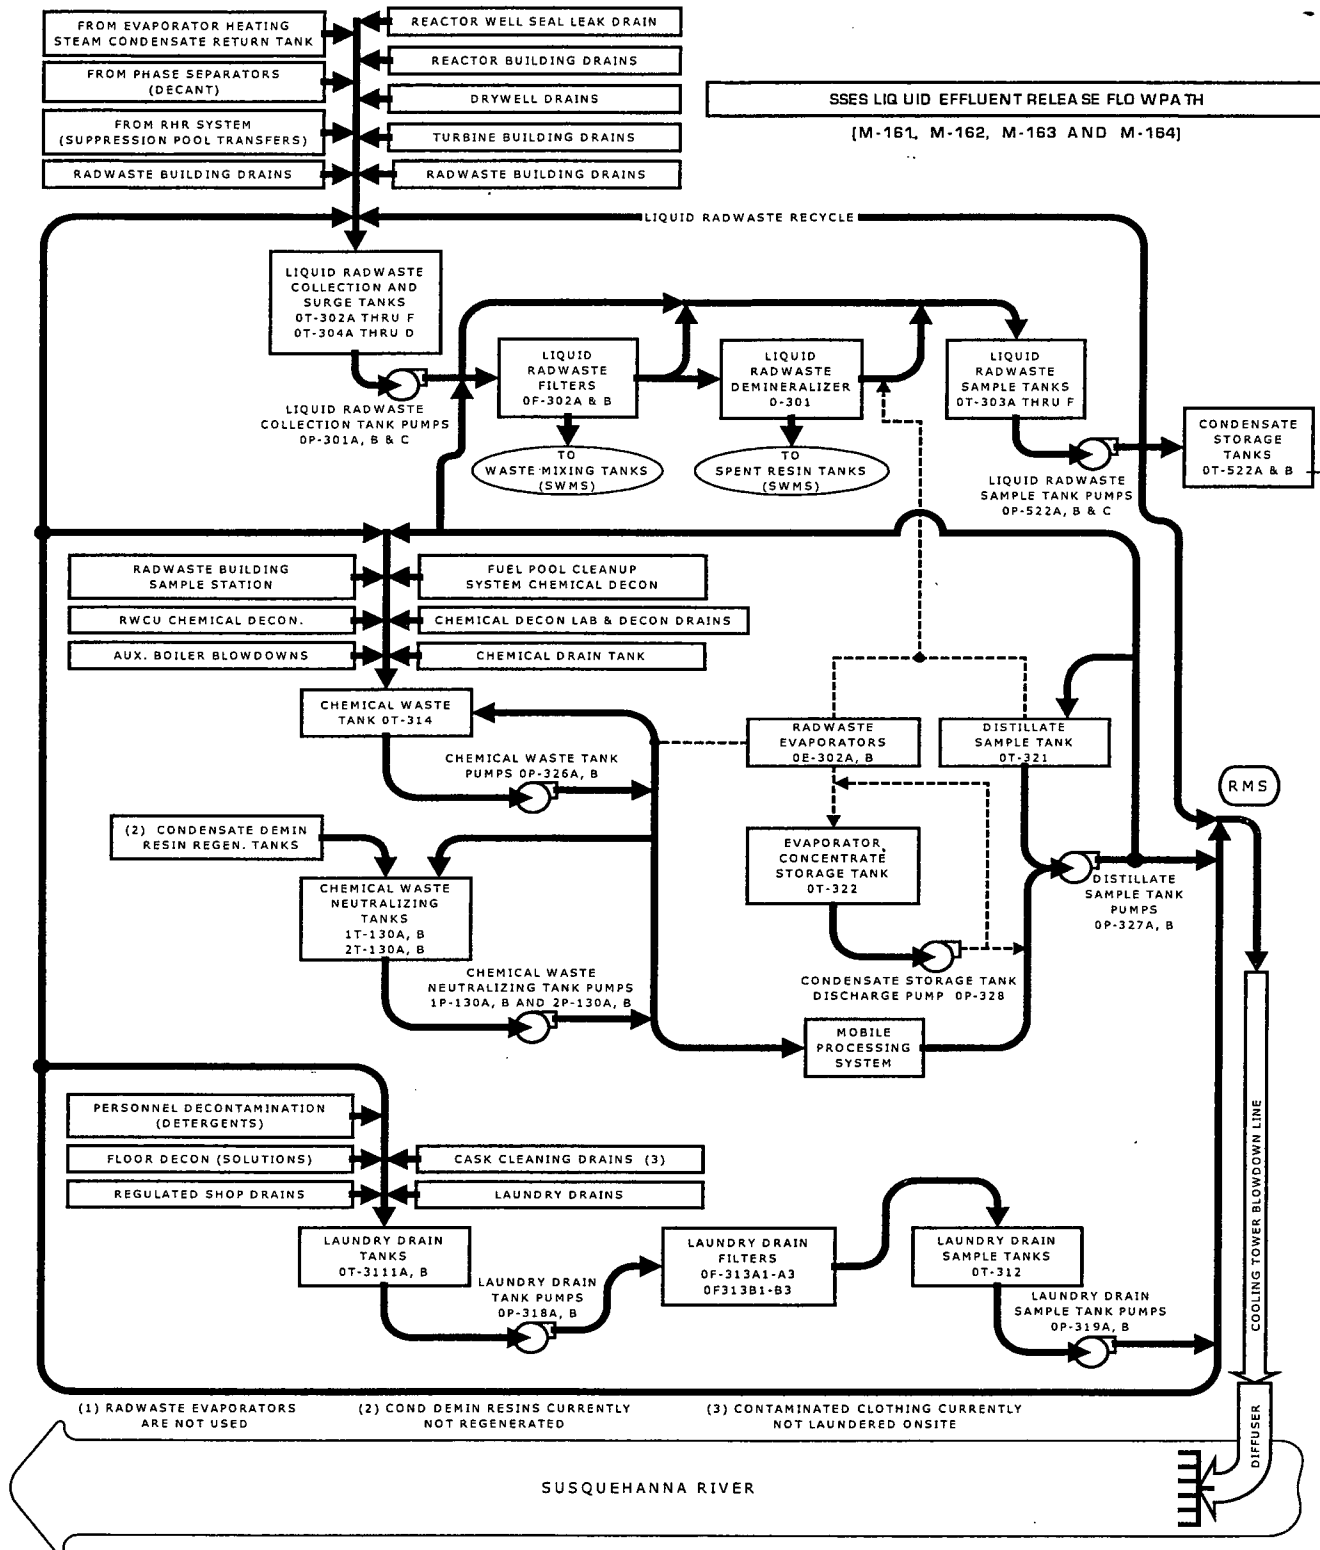 FROM EVAPORATOR HEATING
STEAM CONDENSATE RETURN TANK
REACTOR WELL SEAL LEAK DRAIN
REACTOR BUILDING DRAINS
FROM PHASE SEPARATORS
(DECANT)
DRYWELL DRAINS
SSES LIQUID EFFLUENT RELEASE FLOWPATH
[M-161, M-162, M-163 AND M-164]
FROM RHR SYSTEM
(SUPPRESSION POOL TRANSFERS)
TURBINE BUILDING DRAINS
RADWASTE BUILDING DRAINS
RADWASTE BUILDING DRAINS
LIQUID RADWASTE RECYCLE
LIQUID RADWASTE
COLLECTION AND
SURGE TANKS
0T-302A THRU F
0T-304A THRU D
LIQUID RADWASTE
COLLECTION TANK PUMPS
0P-301A, B & C
LIQUID
RADWASTE
FILTERS
0F-302A & B
LIQUID
RADWASTE
DEMINERALIZER
0-301
LIQUID
RADWASTE
SAMPLE TANKS
0T-303A THRU F
CONDENSATE
STORAGE
TANKS
0T-522A & B
TO
WASTE MIXING TANKS
(SWMS)
TO
SPENT RESIN TANKS
(SWMS)
LIQUID RADWASTE
SAMPLE TANK PUMPS
0P-522A, B & C
RADWASTE BUILDING
SAMPLE STATION
FUEL POOL CLEANUP
SYSTEM CHEMICAL DECON
RWCU CHEMICAL DECON.
CHEMICAL DECON LAB & DECON DRAINS
AUX. BOILER BLOWDOWNS
CHEMICAL DRAIN TANK
CHEMICAL WASTE
TANK 0T-314
CHEMICAL WASTE TANK
PUMPS 0P-326A, B
RADWASTE
EVAPORATORS
0E-302A, B
DISTILLATE
SAMPLE TANK
0T-321
RMS
(2) CONDENSATE DEMIN
RESIN REGEN. TANKS
EVAPORATOR
CONCENTRATE
STORAGE TANK
0T-322
CHEMICAL WASTE
NEUTRALIZING
TANKS
1T-130A, B
2T-130A, B
DISTILLATE
SAMPLE TANK
PUMPS
0P-327A, B
CHEMICAL WASTE
NEUTRALIZING TANK PUMPS
1P-130A, B AND 2P-130A, B
CONDENSATE STORAGE TANK
DISCHARGE PUMP 0P-328
MOBILE
PROCESSING
SYSTEM
PERSONNEL DECONTAMINATION
(DETERGENTS)
FLOOR DECON (SOLUTIONS)
CASK CLEANING DRAINS (3)
REGULATED SHOP DRAINS
LAUNDRY DRAINS
LAUNDRY DRAIN
TANKS
0T-3111A, B
LAUNDRY DRAIN
TANK PUMPS
0P-318A, B
LAUNDRY DRAIN
FILTERS
0F-313A1-A3
0F313B1-B3
LAUNDRY DRAIN
SAMPLE TANKS
0T-312
LAUNDRY DRAIN
SAMPLE TANK PUMPS
0P-319A, B
COOLING TOWER BLOWDOWN LINE
(1) RADWASTE EVAPORATORS
ARE NOT USED
(2) COND DEMIN RESINS CURRENTLY
NOT REGENERATED
(3) CONTAMINATED CLOTHING CURRENTLY
NOT LAUNDERED ONSITE
DIFFUSER
SUSQUEHANNA RIVER